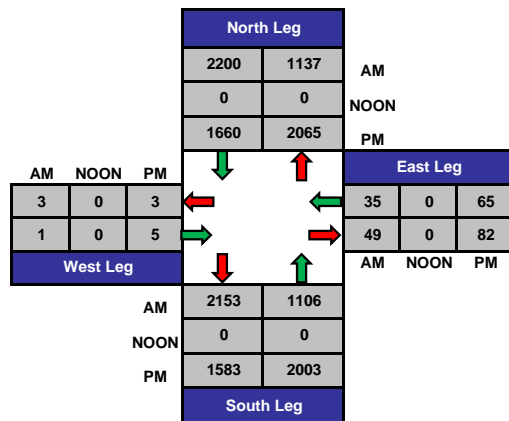 North Leg
2200 1137 AM
0 0 NOON
1660 2065 PM
East Leg
AM NOON PM
3 0 3
35 0 65
1 0 5
49 0 82
West Leg
AM NOON PM
AM 2153 1106
NOON 0 0
PM 1583 2003
South Leg